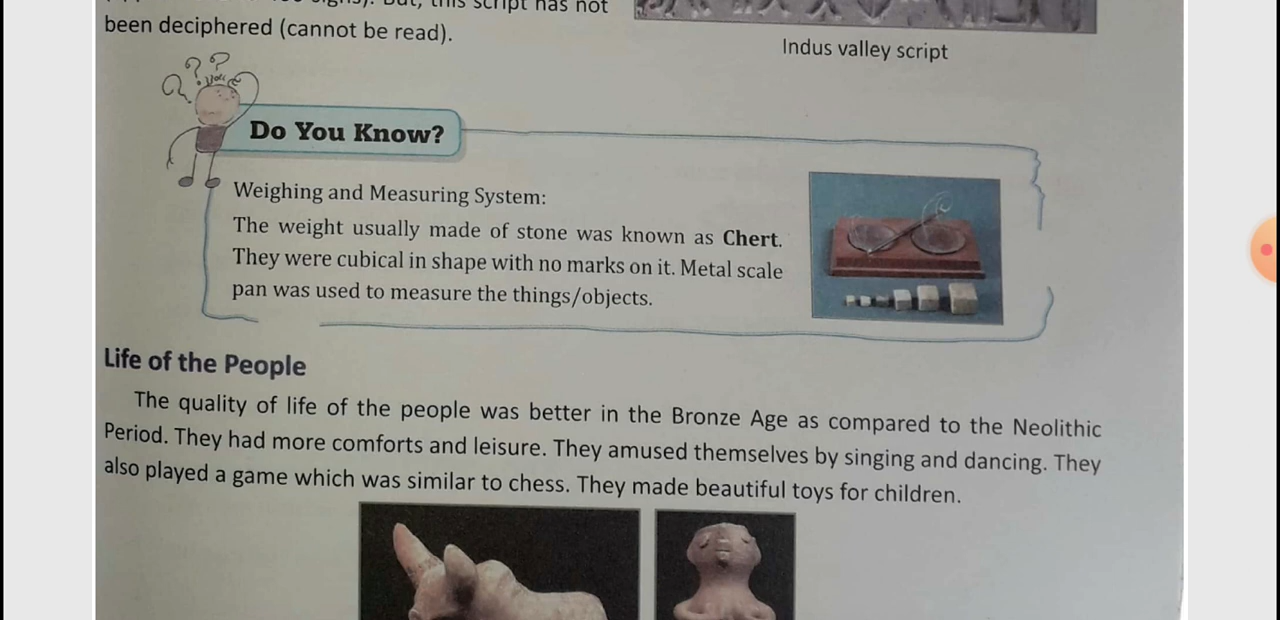 been deciphered (cannot be read).
script has not
Indus valley script
Do You Know?
Weighing and Measuring System:
The weight usually made of stone was known as Chert.
They were cubical in shape with no marks on it. Metal scale
pan was used to measure the things/objects.
Life of the People
The quality of life of the people was better in the Bronze Age as compared to the Neolithic
Period. They had more comforts and leisure. They amused themselves by singing and dancing. They
also played a game which was similar to chess. They made beautiful toys for children.